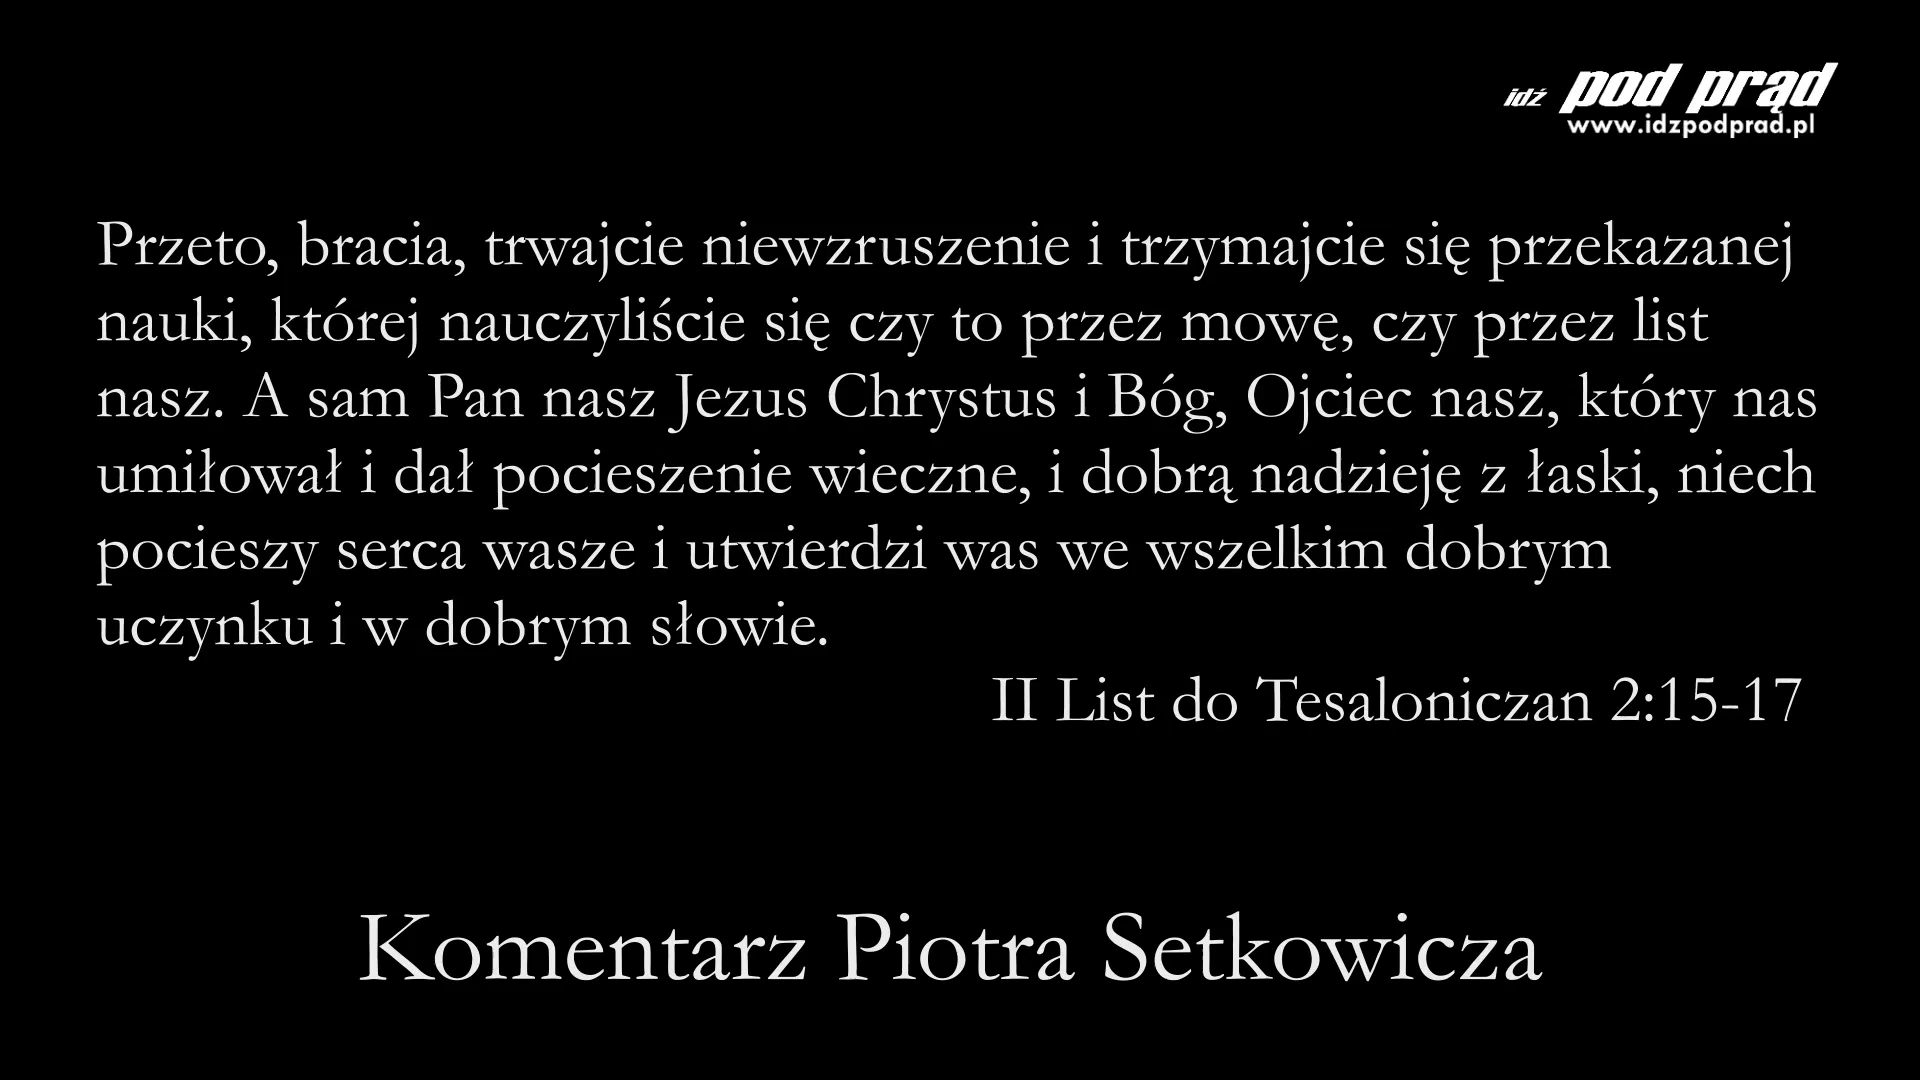 idź pod prąd
www.idzpodprad.pl
Przeto, bracia, trwajcie niewzruszenie i trzymajcie się przekazanej
nauki, której nauczyliście się czy to przez mowę, czy przez list
nasz. A sam Pan nasz Jezus Chrystus i Bóg, Ojciec nasz, który nas
umiłował i dał pocieszenie wieczne, i dobrą nadzieję z łaski, niech
pocieszy serca wasze i utwierdzi was we wszelkim dobrym
uczynku i w dobrym słowie.
II List do Tesaloniczan 2:15-17
Komentarz Piotra Setkowicza